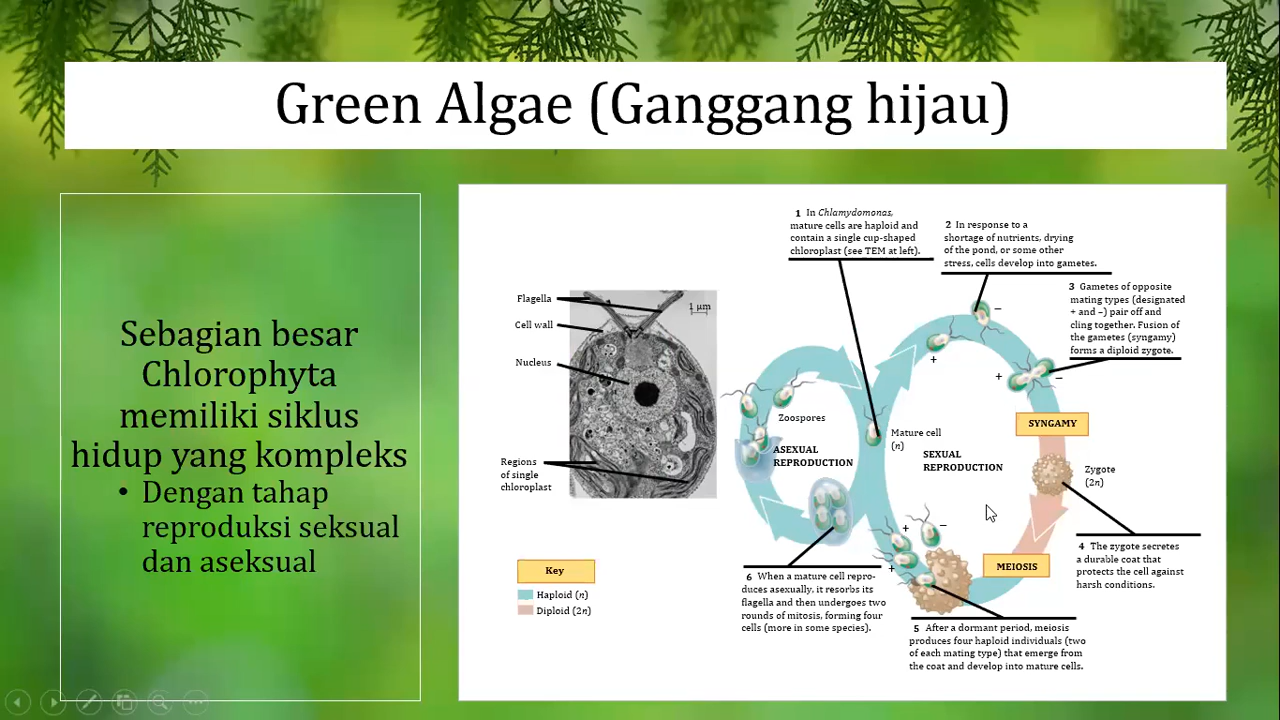 Green Algae (Ganggang hijau)
Sebagian besar
Chlorophyta
memiliki siklus
hidup yang kompleks
• Dengan tahap
reproduksi seksual
dan aseksual
1 In Chlamydomonas,
mature cells are haploid and
contain a single cup-shaped
chloroplast (see TEM at left).
2 In response to a
shortage of nutrients, drying
of the pond, or some other
stress, cells develop into gametes.
3 Gametes of opposite
mating types (designated
+ and –) pair off and
cling together. Fusion of
the gametes (syngamy)
forms a diploid zygote.
Flagella
1 µm
Cell wall
Nucleus
Regions
of single
chloroplast
–
+
+
–
Zoospores
ASEXUAL
REPRODUCTION
Mature cell
(n)
SEXUAL
REPRODUCTION
SYNGAMY
Zygote
(2n)
+
–
+
MEIOSIS
4 The zygote secretes
a durable coat that
protects the cell against
harsh conditions.
Key
Haploid (n)
Diploid (2n)
6 When a mature cell repro-
duces asexually, it resorbs its
flagella and then undergoes two
rounds of mitosis, forming four
cells (more in some species).
5 After a dormant period, meiosis
produces four haploid individuals (two
of each mating type) that emerge from
the coat and develop into mature cells.